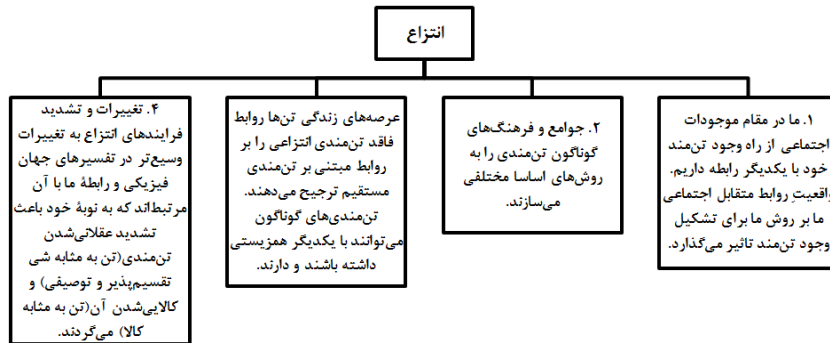 انتزاع
۱. ما در مقام موجودات
اجتماعی از راه وجود تن‌مند
خود با یکدیگر رابطه داریم.
واقعیتِ روابط متقابل اجتماعی
ما بر روش ما برای تشکیل
وجود تن‌مند تاثیر می‌گذارد.
۲. جوامع و فرهنگ‌های
گوناگون تن‌مندی را به
روش‌های اساسا مختلفی
می‌سازند.
عرصه‌های زندگی تن‌ها روابط
فاقد تن‌مندی انتزاعی را بر
روابط مبتنی بر تن‌مندی
مستقیم ترجیح می‌دهند.
تن‌مندی‌های گوناگون
می‌توانند با یکدیگر همزیستی
داشته باشند و دارند.
۴. تغییرات و تشدید
فرایندهای انتزاع به تغییرات
وسیع‌تر در تفسیرهای جهان
فیزیکی و رابطهٔ ما با آن
مرتبط‌اند که به نوبهٔ خود باعث
تشدید عقلانی‌شدن
تن‌مندی(تن به مثابه شی
تقسیم‌پذیر و توصیفی) و
کالایی‌شدن آن(تن به مثابه
کالا) می‌گردند.